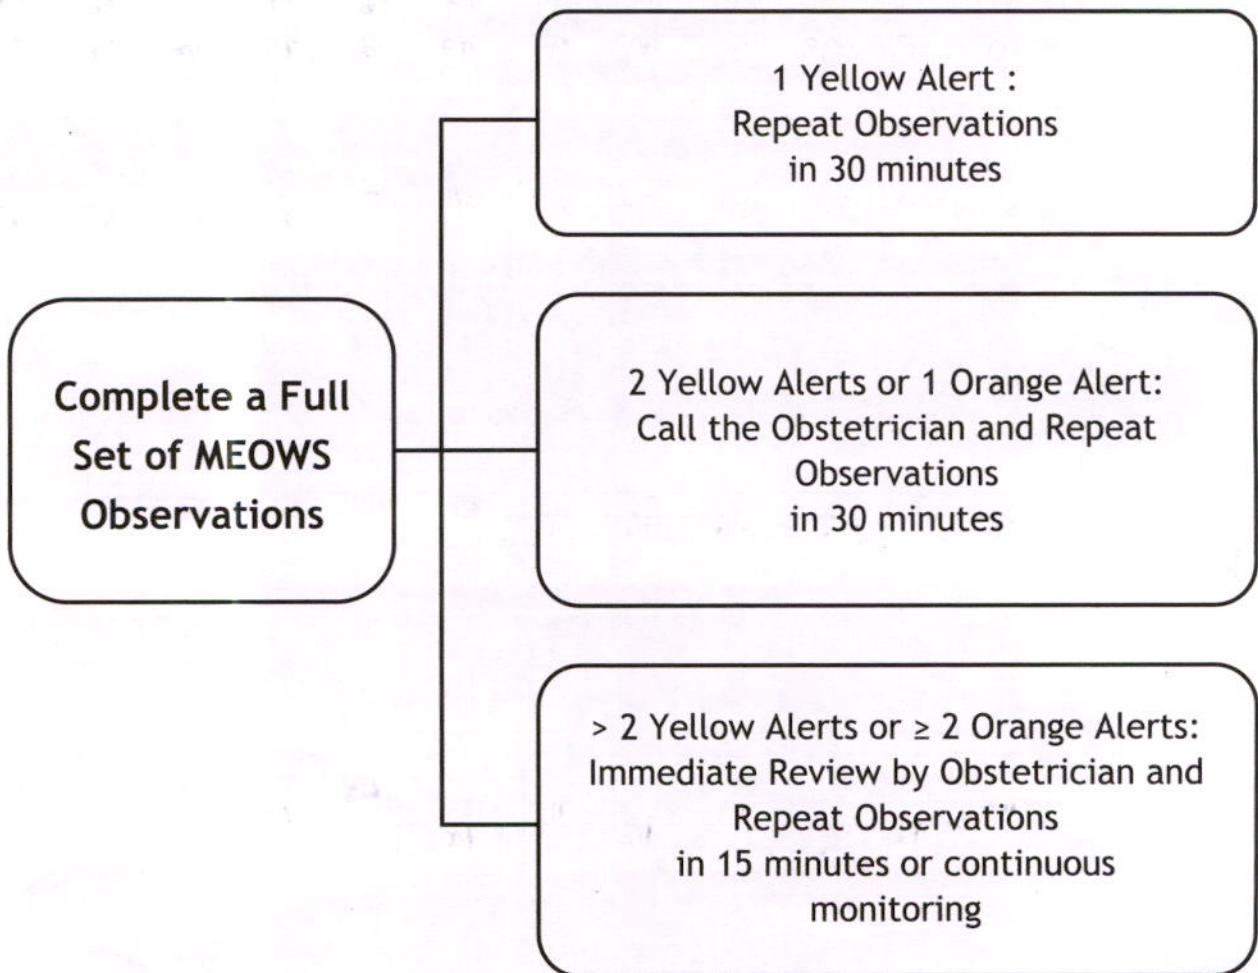 Complete a Full
Set of MEOWS
Observations
1 Yellow Alert :
Repeat Observations
in 30 minutes
2 Yellow Alerts or 1 Orange Alert:
Call the Obstetrician and Repeat
Observations
in 30 minutes
> 2 Yellow Alerts or ≥ 2 Orange Alerts:
Immediate Review by Obstetrician and
Repeat Observations
in 15 minutes or continuous
monitoring